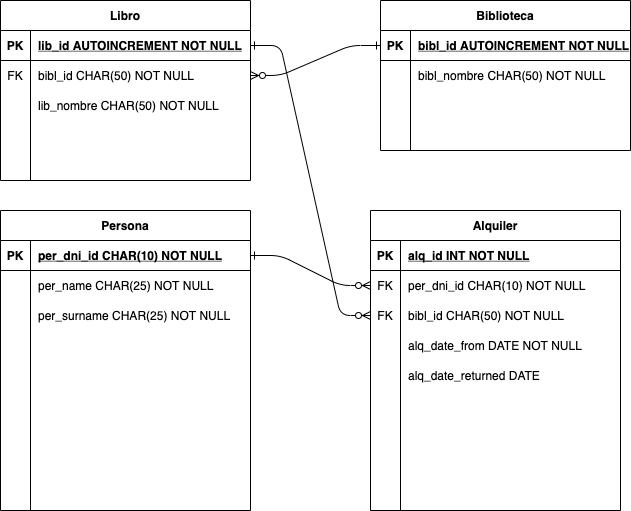 Libro
PK lib_id AUTOINCREMENT NOT NULL
FK bibl_id CHAR(50) NOT NULL
lib_nombre CHAR(50) NOT NULL
Biblioteca
PK bibl_id AUTOINCREMENT NOT NULL
bibl_nombre CHAR(50) NOT NULL
Persona
PK per_dni_id CHAR(10) NOT NULL
per_name CHAR(25) NOT NULL
per_surname CHAR(25) NOT NULL
Alquiler
PK alq_id INT NOT NULL
FK per_dni_id CHAR(10) NOT NULL
FK bibl_id CHAR(50) NOT NULL
alq_date_from DATE NOT NULL
alq_date_returned DATE